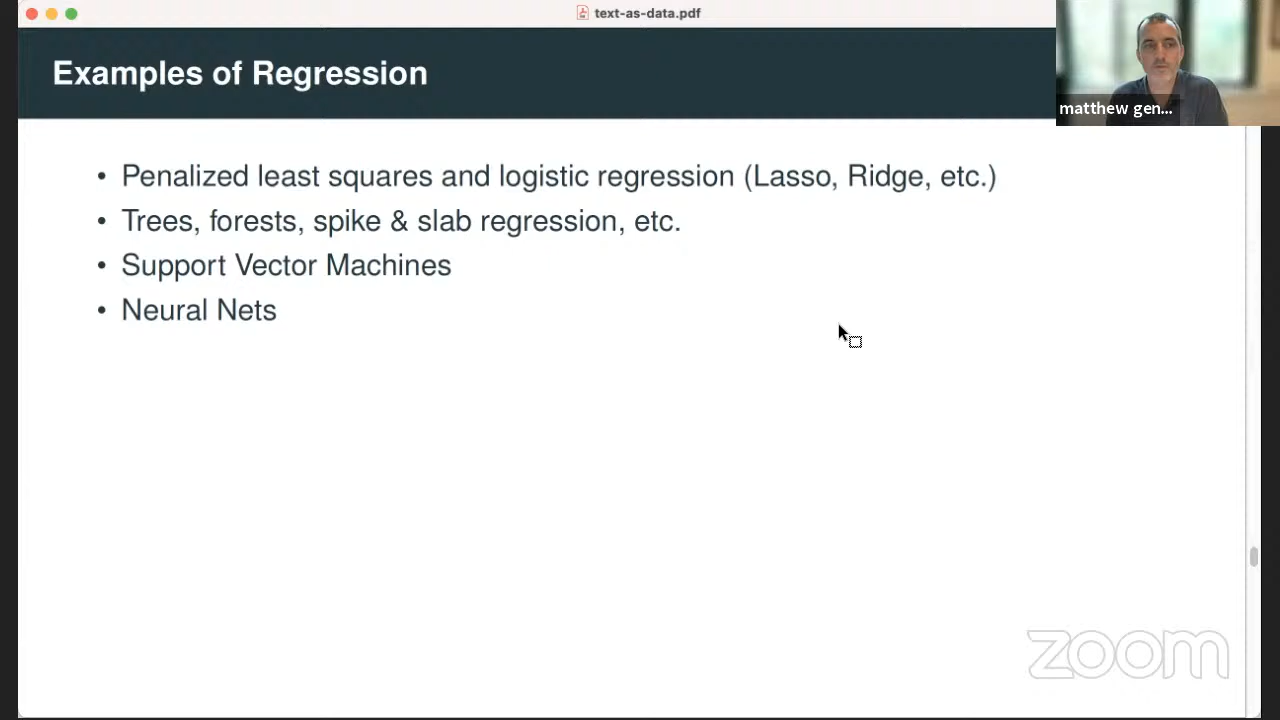 text-as-data.pdf
Examples of Regression
matthew gen...
• Penalized least squares and logistic regression (Lasso, Ridge, etc.)
• Trees, forests, spike & slab regression, etc.
• Support Vector Machines
• Neural Nets
zoom